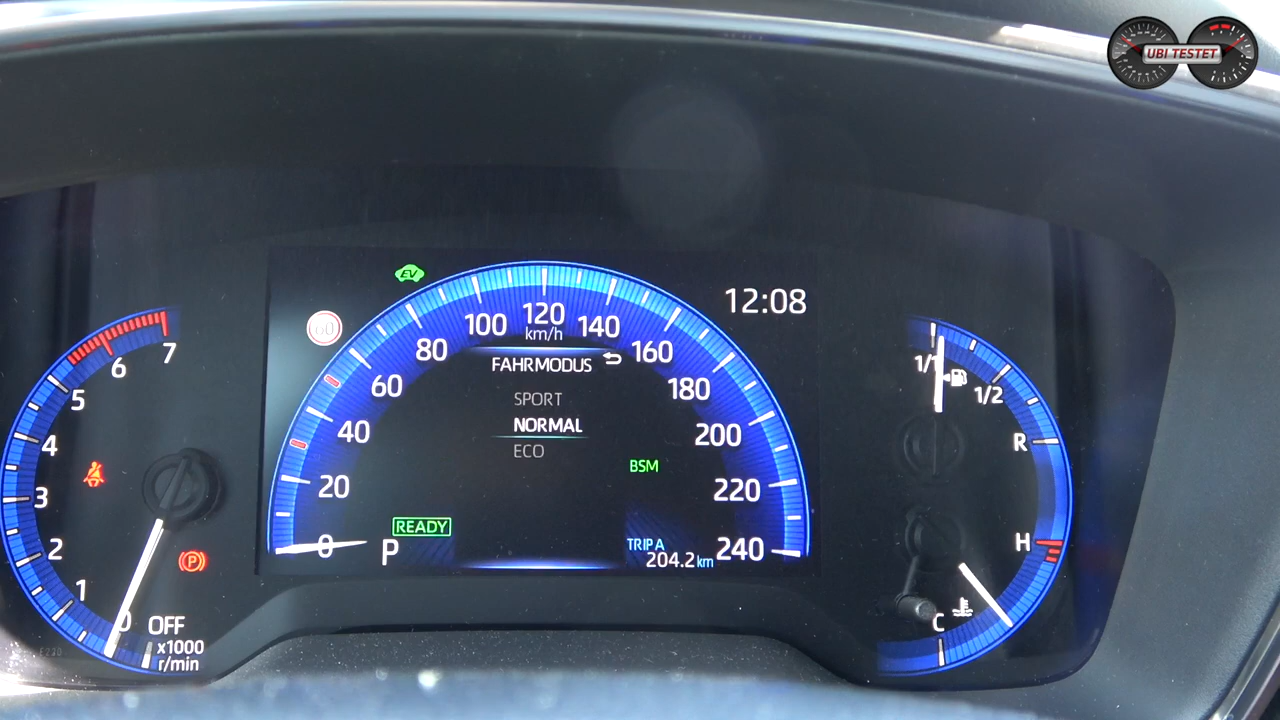 UBI TESTET
EV
60
12:08
0 20 40 60 80 100 120 140 160 180 200 220 240
km/h
FAHRMODUS
SPORT
NORMAL
ECO
BSM
READY
P
TRIP A
204.2 km
0 1 2 3 4 5 6 7
OFF
x1000
r/min
(P)
1/1
1/2
R
H
C